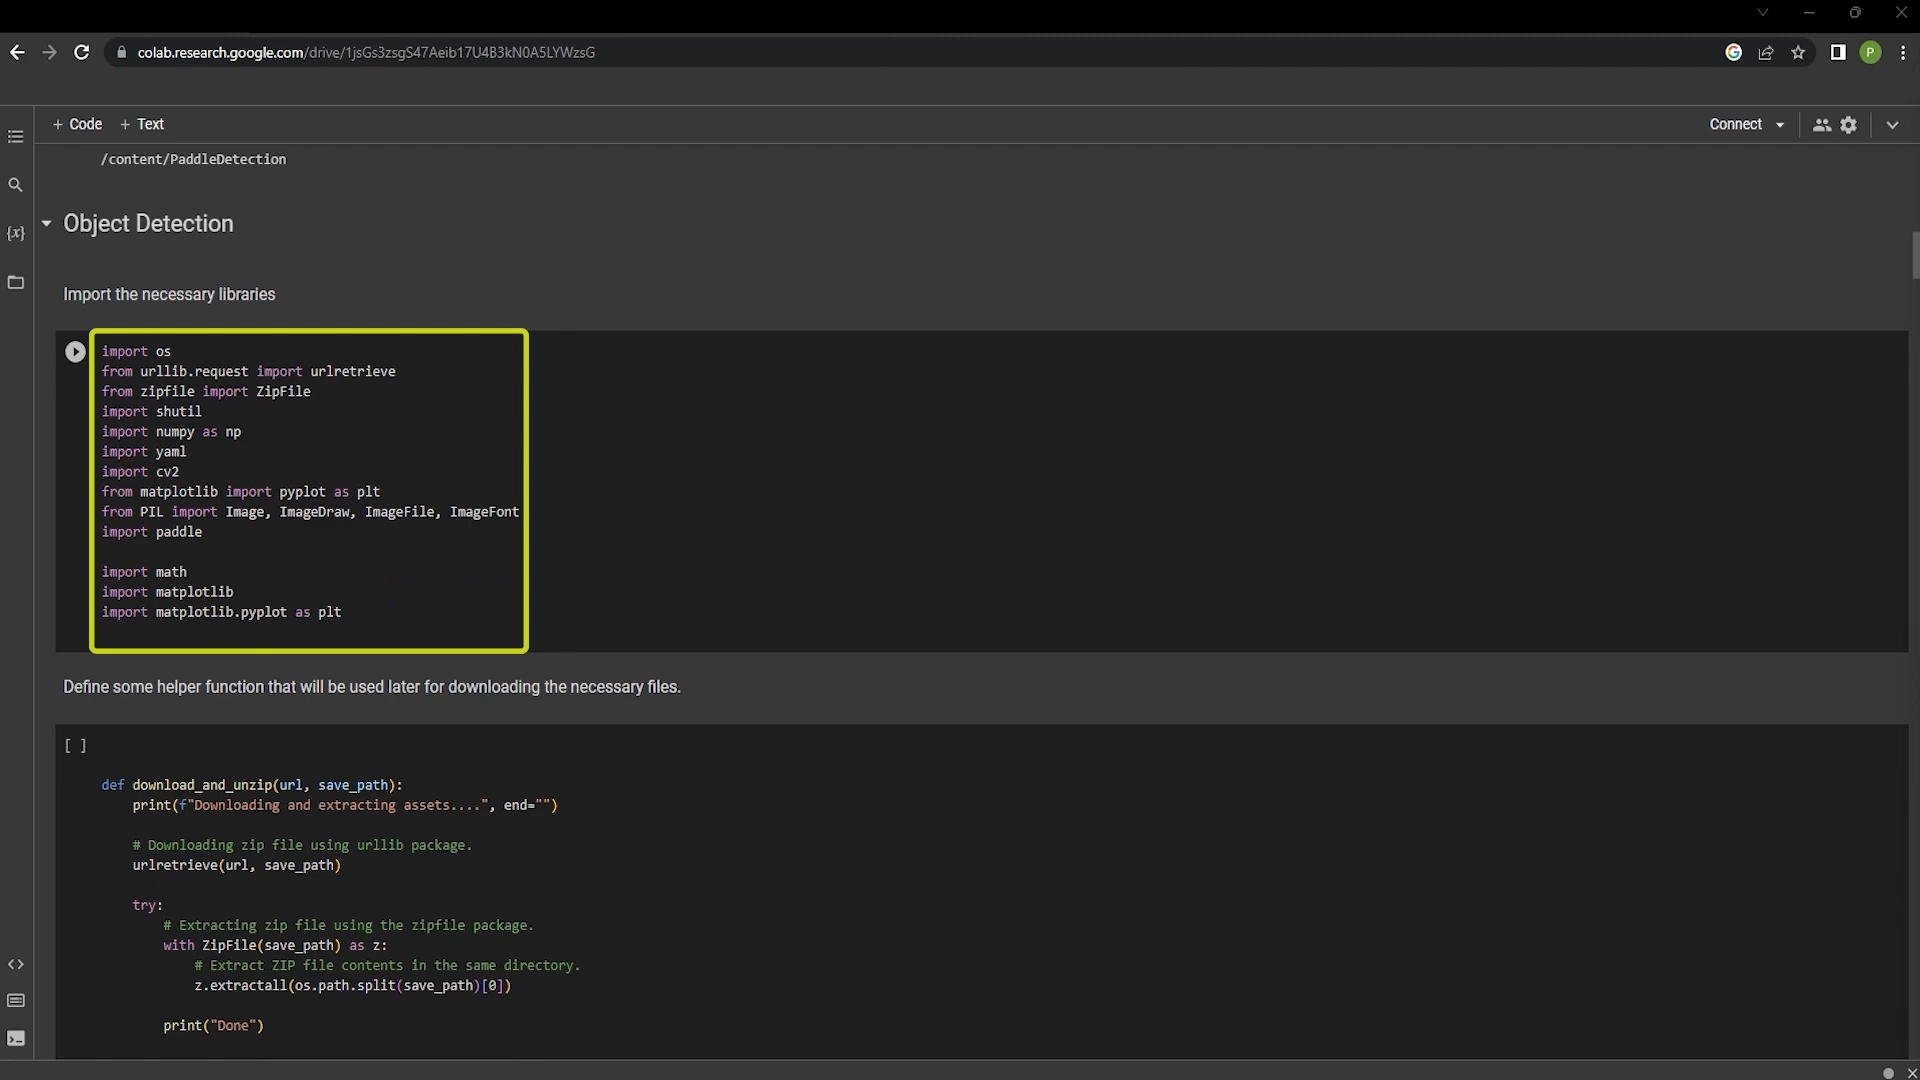 colab.research.google.com/drive/1jsGs3zsgS47Aeib17U4B3kN0A5LYWzsG
P
+ Code + Text
Connect
/content/PaddleDetection
{x}
Object Detection
Import the necessary libraries
import os
from urllib.request import urlretrieve
from zipfile import ZipFile
import shutil
import numpy as np
import yaml
import cv2
from matplotlib import pyplot as plt
from PIL import Image, ImageDraw, ImageFile, ImageFont
import paddle
import math
import matplotlib
import matplotlib.pyplot as plt
Define some helper function that will be used later for downloading the necessary files.
[ ]
def download_and_unzip(url, save_path):
print(f"Downloading and extracting assets....", end="")
# Downloading zip file using urllib package.
urlretrieve(url, save_path)
try:
# Extracting zip file using the zipfile package.
with ZipFile(save_path) as z:
# Extract ZIP file contents in the same directory.
z.extractall(os.path.split(save_path)[0])
print("Done")